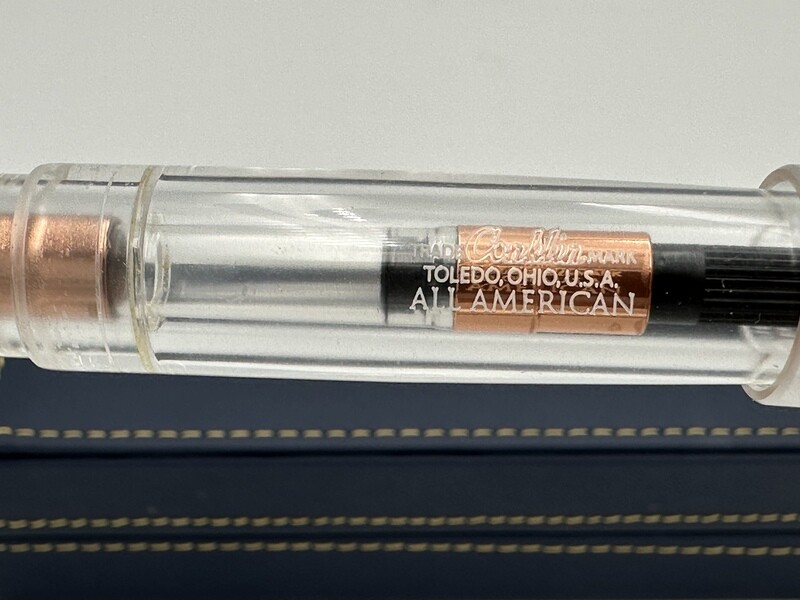 TRADE Conklin MARK
TOLEDO, OHIO, U.S.A.
ALL AMERICAN